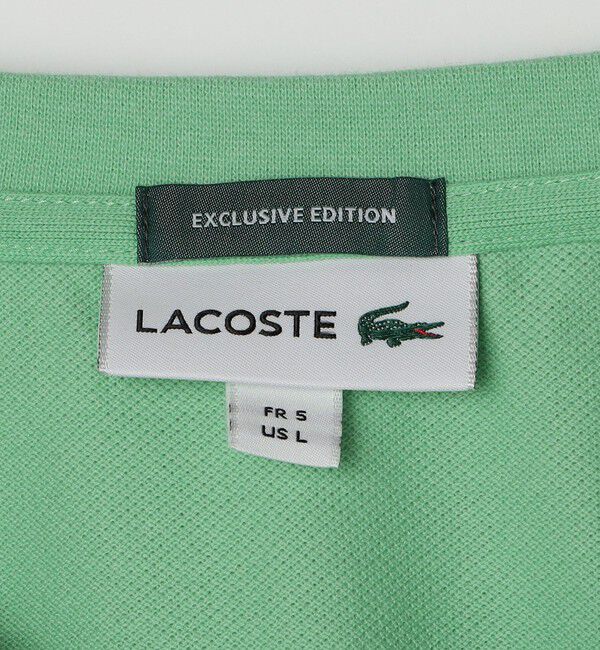 EXCLUSIVE EDITION
LACOSTE
FR 5
US L